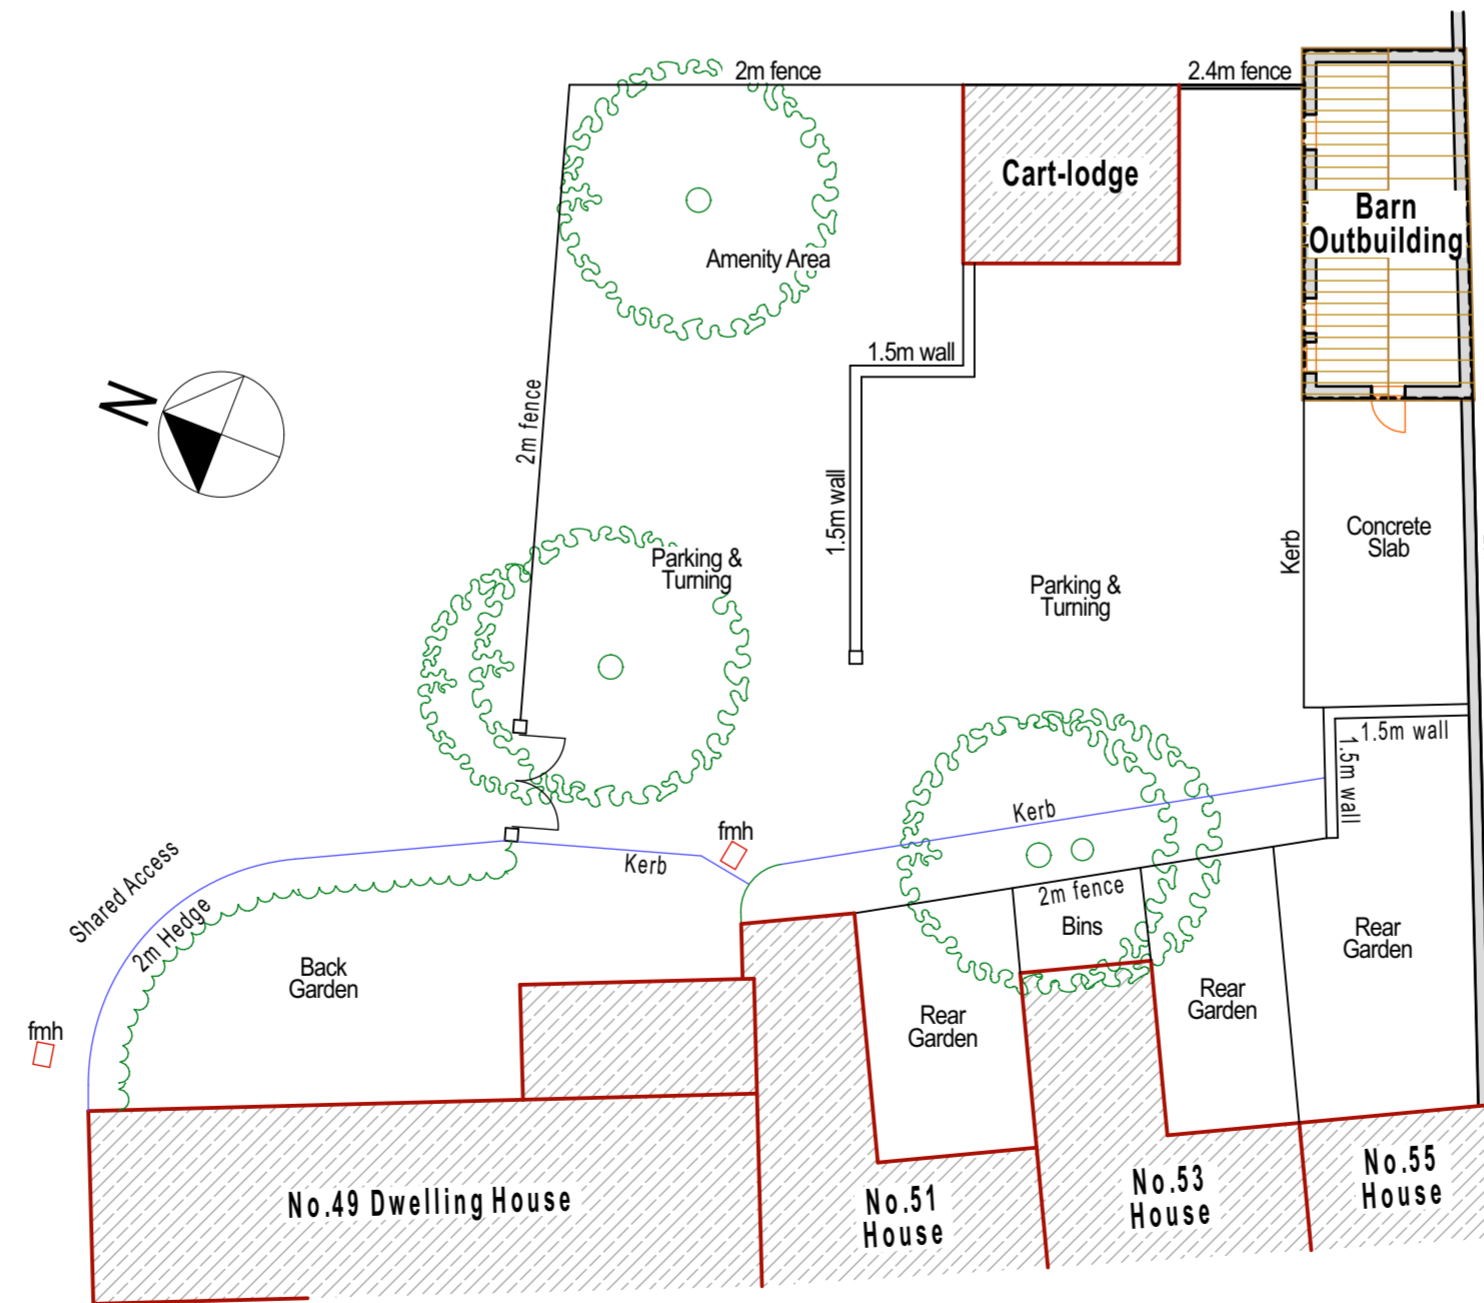 2m fence
2.4m fence
Cart-lodge
Barn
Outbuilding
Amenity Area
1.5m wall
N
2m fence
1.5m wall
Parking &
Turning
Parking &
Turning
Kerb
Concrete
Slab
1.5m wall
1.5m wall
Kerb
fmh
Kerb
Shared Access
2m Hedge
2m fence
Bins
Back
Garden
Rear
Garden
Rear
Garden
Rear
Garden
fmh
No.49 Dwelling House
No.51
House
No.53
House
No.55
House